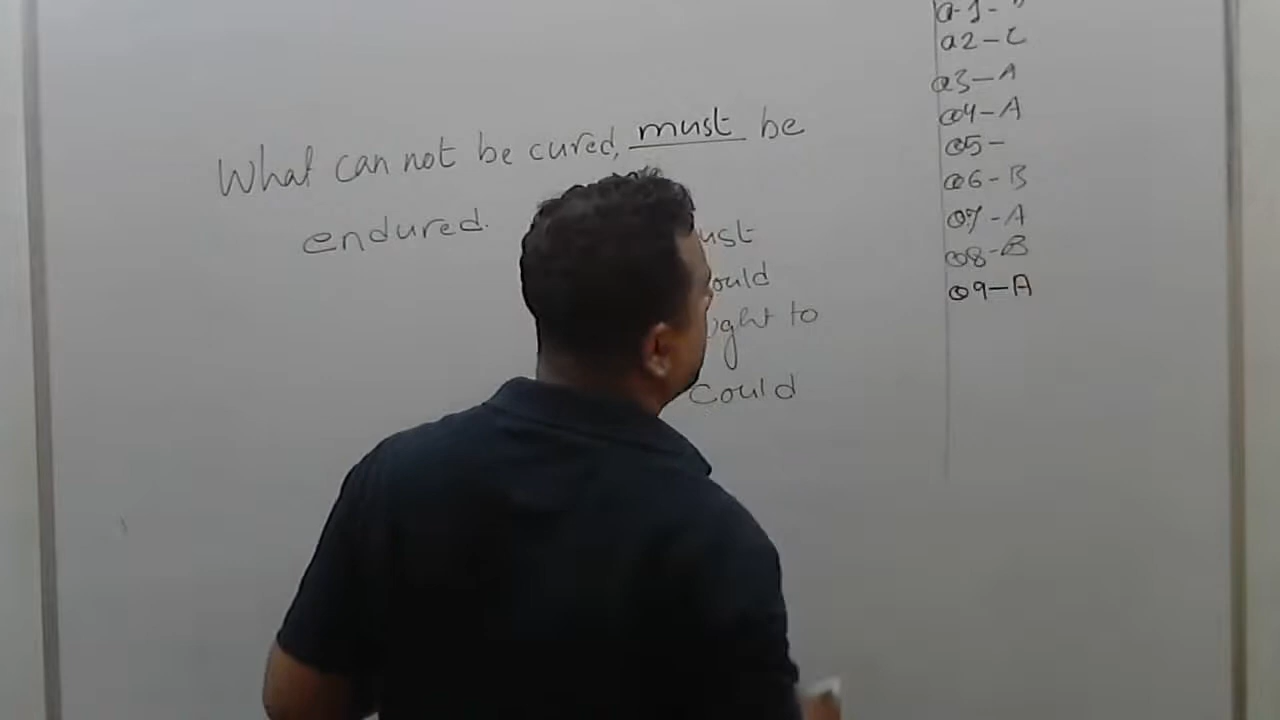 What can not be cured, must be
endured.
ust
ould
ght to
Could
a2-C
Q3-A
Q4-A
Q5-
Q6-B
Q7-A
Q8-B
Q9-A